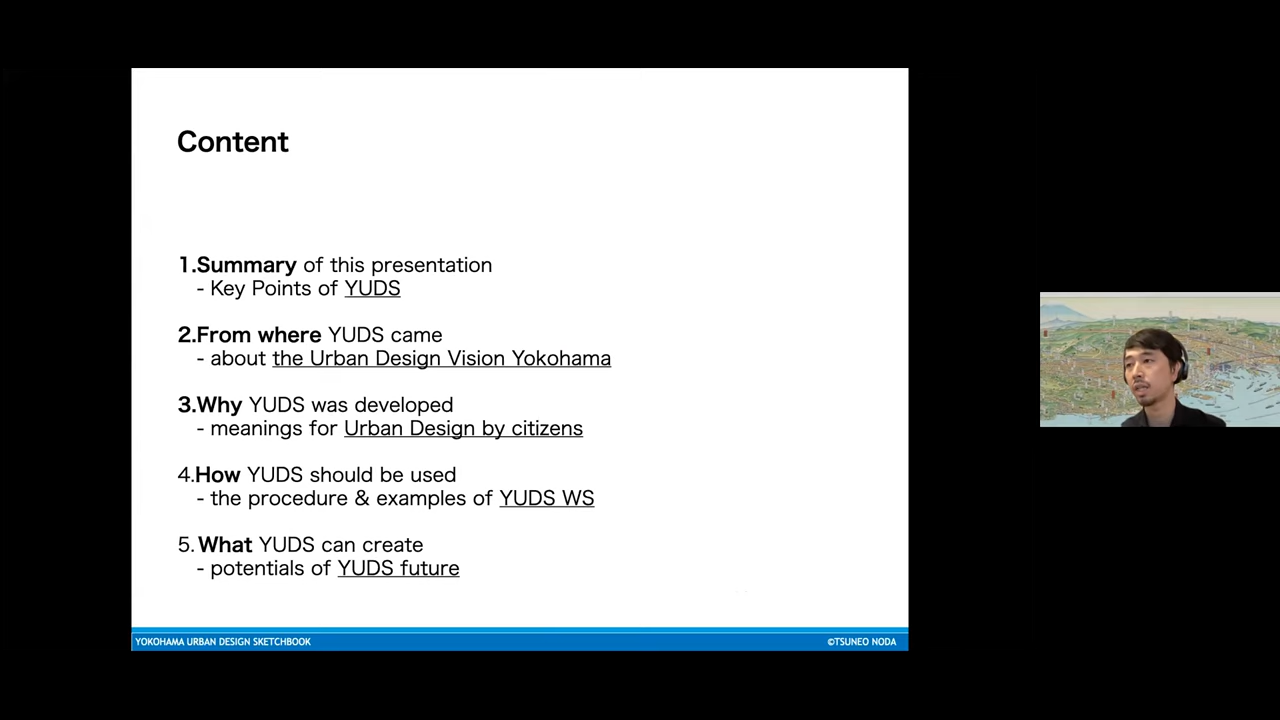 Content
1.Summary of this presentation
- Key Points of YUDS
2.From where YUDS came
- about the Urban Design Vision Yokohama
3.Why YUDS was developed
- meanings for Urban Design by citizens
4.How YUDS should be used
- the procedure & examples of YUDS WS
5. What YUDS can create
- potentials of YUDS future
YOKOHAMA URBAN DESIGN SKETCHBOOK
©TSUNEO NODA